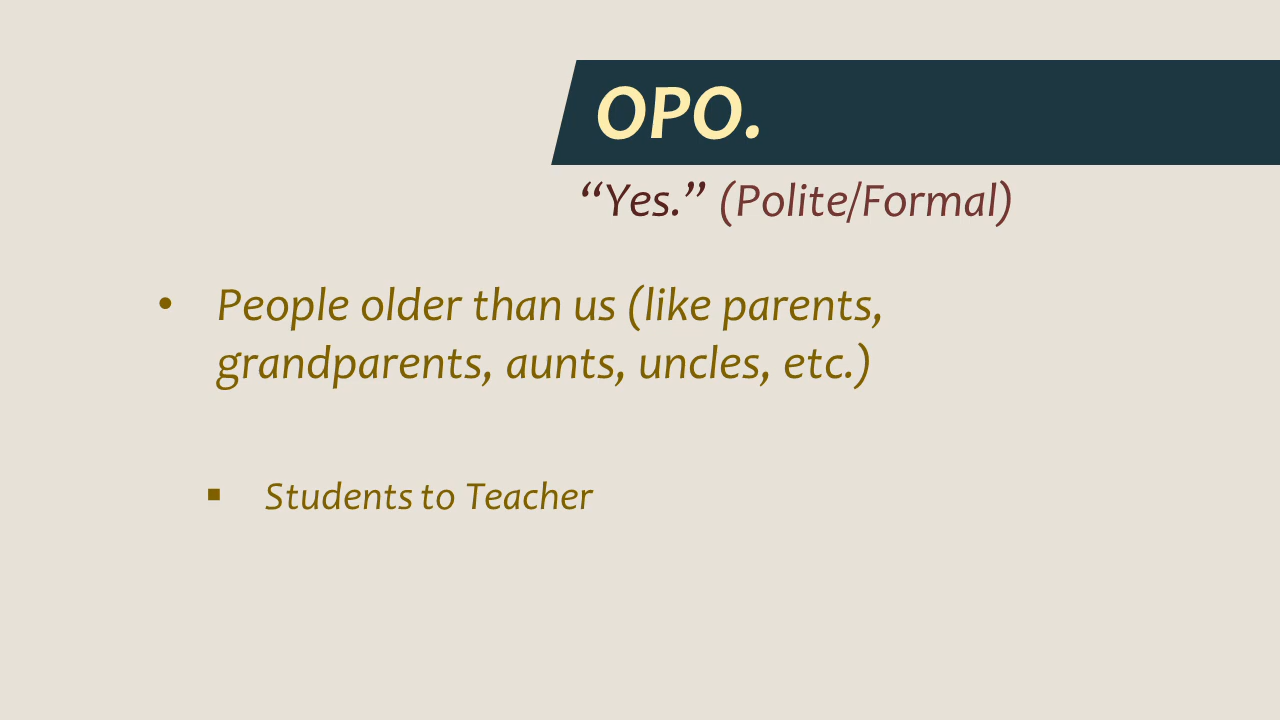 OPO.
“Yes.” (Polite/Formal)
• People older than us (like parents,
grandparents, aunts, uncles, etc.)
▪ Students to Teacher